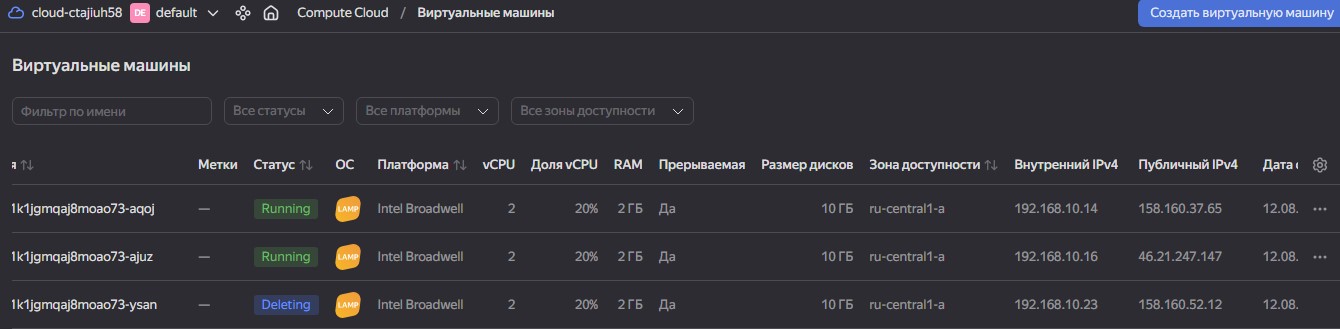 cloud-ctajiuh58 DE default Compute Cloud / Виртуальные машины Создать виртуальную машину
Виртуальные машины
Фильтр по имени Все статусы Все платформы Все зоны доступности
я Метки Статус ОС Платформа vCPU Доля vCPU RAM Прерываемая Размер дисков Зона доступности Внутренний IPv4 Публичный IPv4 Дата с
1k1jgmqaj8moao73-aqoj — Running LAMP Intel Broadwell 2 20% 2 ГБ Да 10 ГБ ru-central1-a 192.168.10.14 158.160.37.65 12.08. ···
1k1jgmqaj8moao73-ajuz — Running LAMP Intel Broadwell 2 20% 2 ГБ Да 10 ГБ ru-central1-a 192.168.10.16 46.21.247.147 12.08. ···
1k1jgmqaj8moao73-ysan — Deleting LAMP Intel Broadwell 2 20% 2 ГБ Да 10 ГБ ru-central1-a 192.168.10.23 158.160.52.12 12.08.